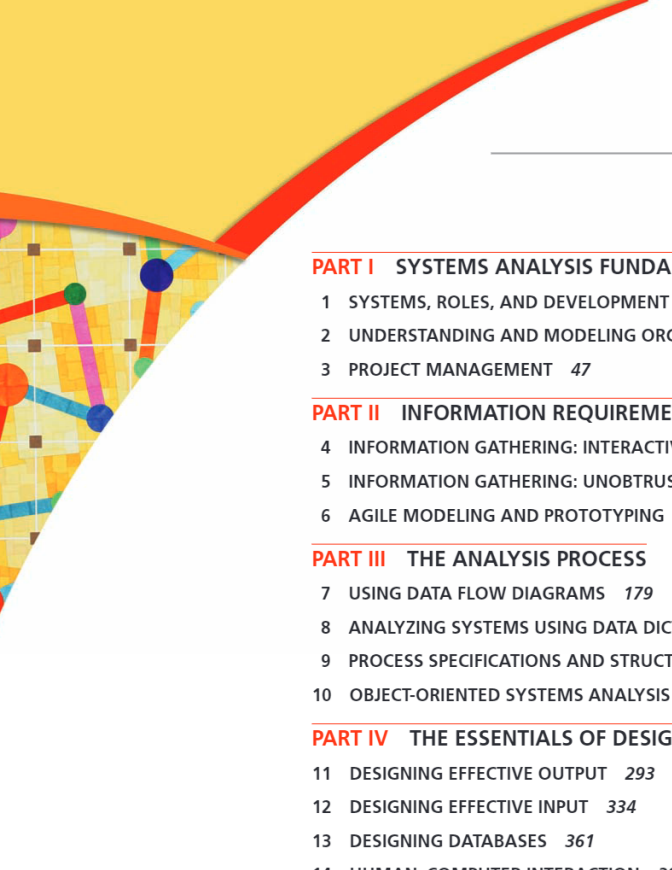 PART I SYSTEMS ANALYSIS FUNDA
1 SYSTEMS, ROLES, AND DEVELOPMENT
2 UNDERSTANDING AND MODELING ORG
3 PROJECT MANAGEMENT 47
PART II INFORMATION REQUIREME
4 INFORMATION GATHERING: INTERACTIV
5 INFORMATION GATHERING: UNOBTRUS
6 AGILE MODELING AND PROTOTYPING
PART III THE ANALYSIS PROCESS
7 USING DATA FLOW DIAGRAMS 179
8 ANALYZING SYSTEMS USING DATA DIC
9 PROCESS SPECIFICATIONS AND STRUCT
10 OBJECT-ORIENTED SYSTEMS ANALYSIS
PART IV THE ESSENTIALS OF DESIG
11 DESIGNING EFFECTIVE OUTPUT 293
12 DESIGNING EFFECTIVE INPUT 334
13 DESIGNING DATABASES 361